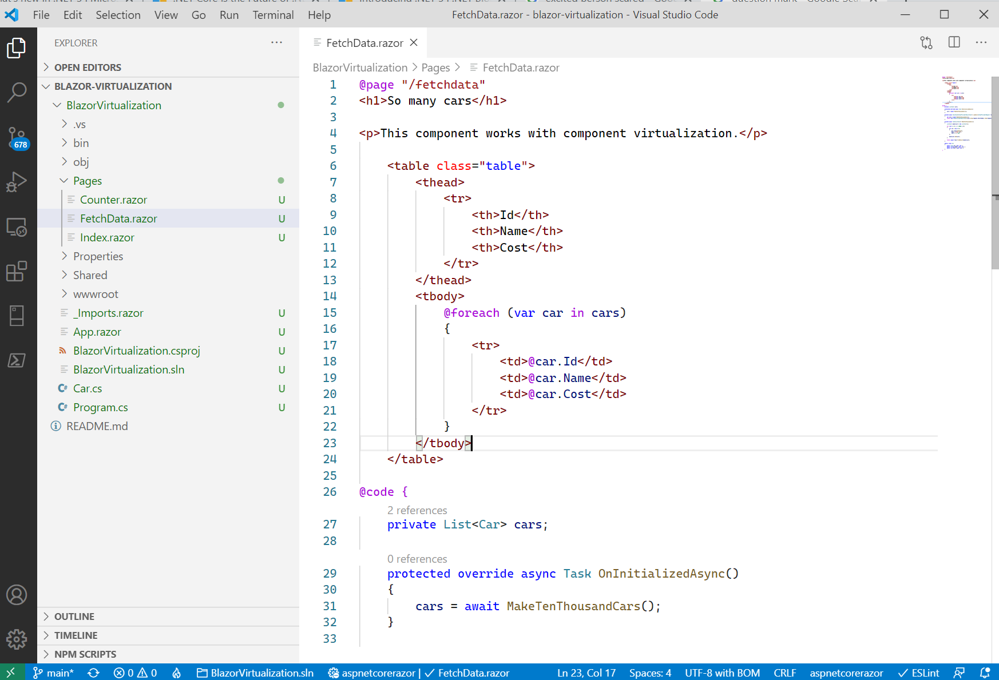 File Edit Selection View Go Run Terminal Help
FetchData.razor - blazor-virtualization - Visual Studio Code
EXPLORER
OPEN EDITORS
BLAZOR-VIRTUALIZATION
BlazorVirtualization
.vs
bin
obj
Pages
Counter.razor U
FetchData.razor U
Index.razor U
Properties
Shared
wwwroot
_Imports.razor U
App.razor U
BlazorVirtualization.csproj U
BlazorVirtualization.sln U
Car.cs U
Program.cs U
README.md
OUTLINE
TIMELINE
NPM SCRIPTS
678
FetchData.razor
BlazorVirtualization > Pages > FetchData.razor
1 @page "/fetchdata"
2 <h1>So many cars</h1>
3
4 <p>This component works with component virtualization.</p>
5
6 <table class="table">
7 <thead>
8 <tr>
9 <th>Id</th>
10 <th>Name</th>
11 <th>Cost</th>
12 </tr>
13 </thead>
14 <tbody>
15 @foreach (var car in cars)
16 {
17 <tr>
18 <td>@car.Id</td>
19 <td>@car.Name</td>
20 <td>@car.Cost</td>
21 </tr>
22 }
23 </tbody>
24 </table>
25
26 @code {
2 references
27 private List<Car> cars;
28
0 references
29 protected override async Task OnInitializedAsync()
30 {
31 cars = await MakeTenThousandCars();
32 }
33
main* 0 0 BlazorVirtualization.sln aspnetcorerazor | FetchData.razor Ln 23, Col 17 Spaces: 4 UTF-8 with BOM CRLF aspnetcorerazor ESLint